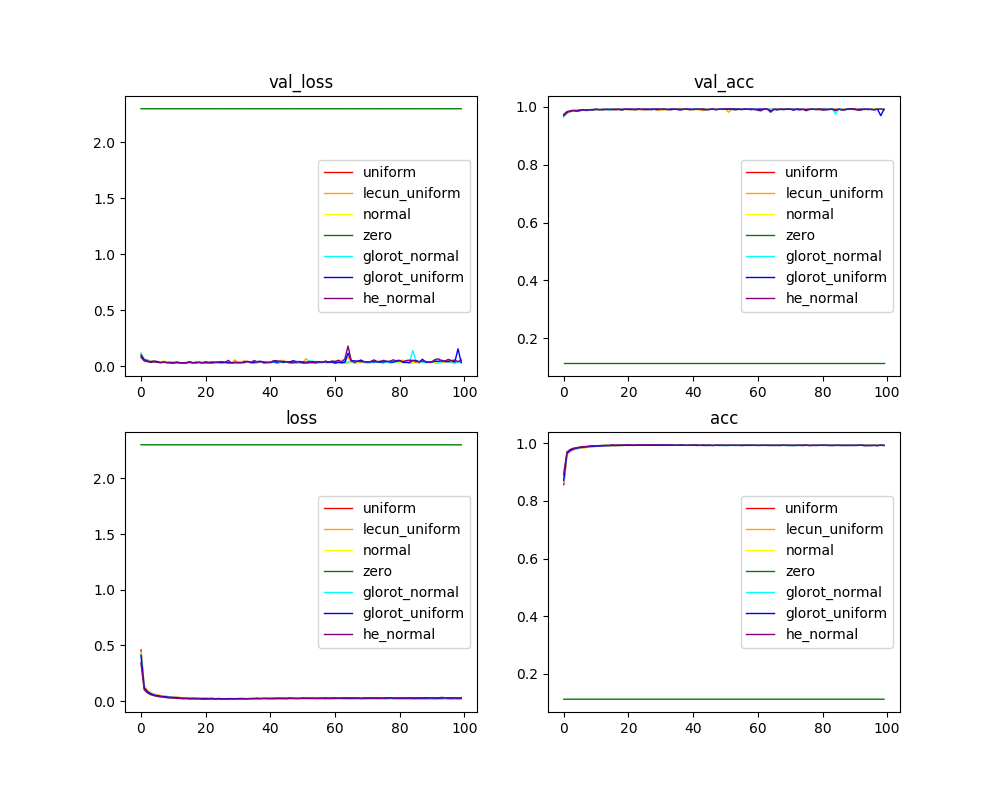 val_loss
2.0
1.5
1.0
0.5
0.0
0 20 40 60 80 100
uniform
lecun_uniform
normal
zero
glorot_normal
glorot_uniform
he_normal
val_acc
1.0
0.8
0.6
0.4
0.2
0 20 40 60 80 100
uniform
lecun_uniform
normal
zero
glorot_normal
glorot_uniform
he_normal
loss
2.0
1.5
1.0
0.5
0.0
0 20 40 60 80 100
uniform
lecun_uniform
normal
zero
glorot_normal
glorot_uniform
he_normal
acc
1.0
0.8
0.6
0.4
0.2
0 20 40 60 80 100
uniform
lecun_uniform
normal
zero
glorot_normal
glorot_uniform
he_normal